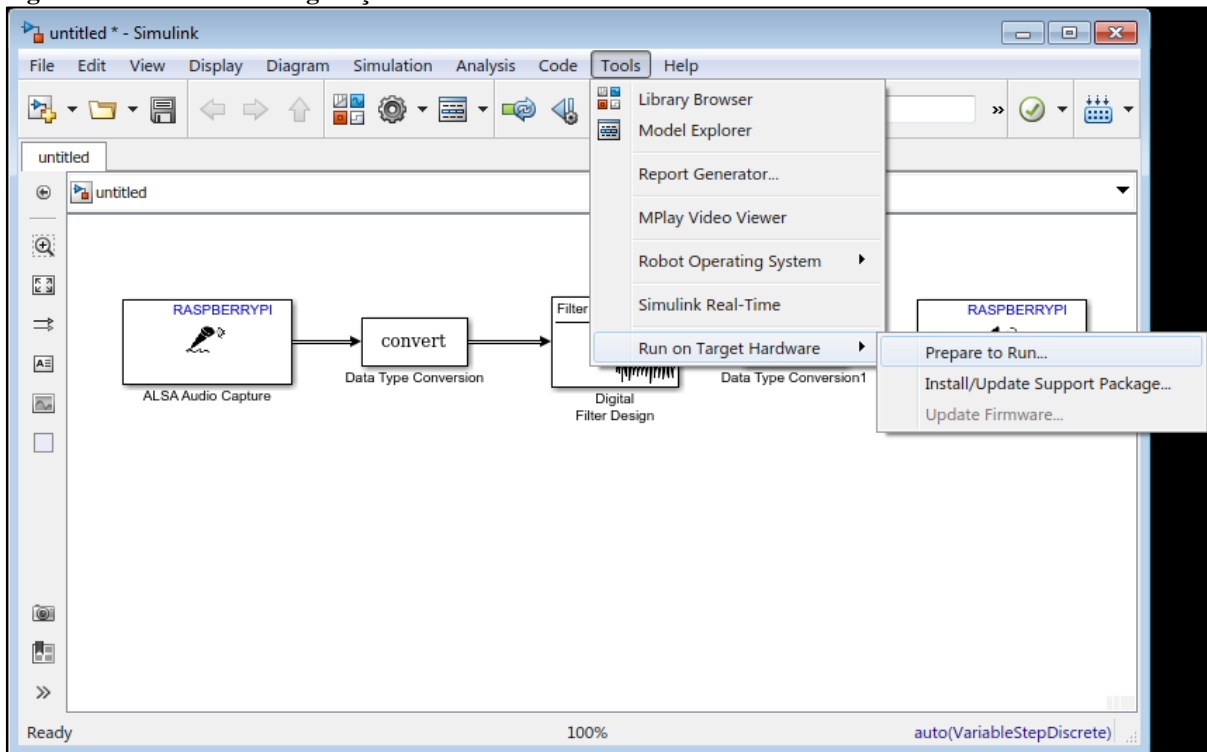 untitled * - Simulink
File Edit View Display Diagram Simulation Analysis Code Tools Help
Library Browser
Model Explorer
Report Generator...
MPlay Video Viewer
Robot Operating System
Simulink Real-Time
Run on Target Hardware
Prepare to Run...
Install/Update Support Package...
Update Firmware...
untitled
untitled
RASPBERRYPI
ALSA Audio Capture
convert
Data Type Conversion
Filter
Digital
Filter Design
Data Type Conversion1
RASPBERRYPI
Ready 100% auto(VariableStepDiscrete)